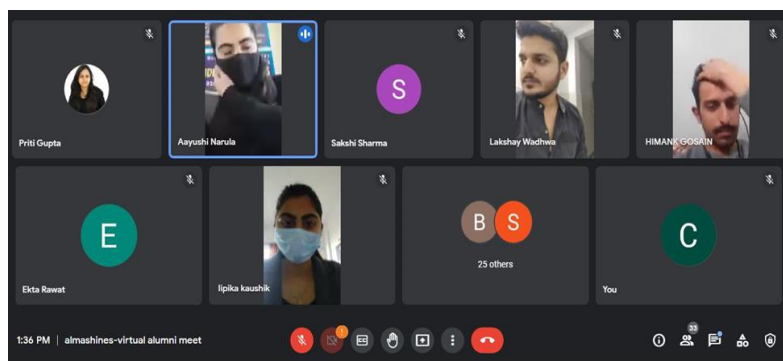 Priti Gupta
Aayushi Narula
S
Sakshi Sharma
Lakshay Wadhwa
HIMANK GOSAIN
E
Ekta Rawat
lipika kaushik
B S
25 others
C
You
1:36 PM | almashines-virtual alumni meet
!
CC
33